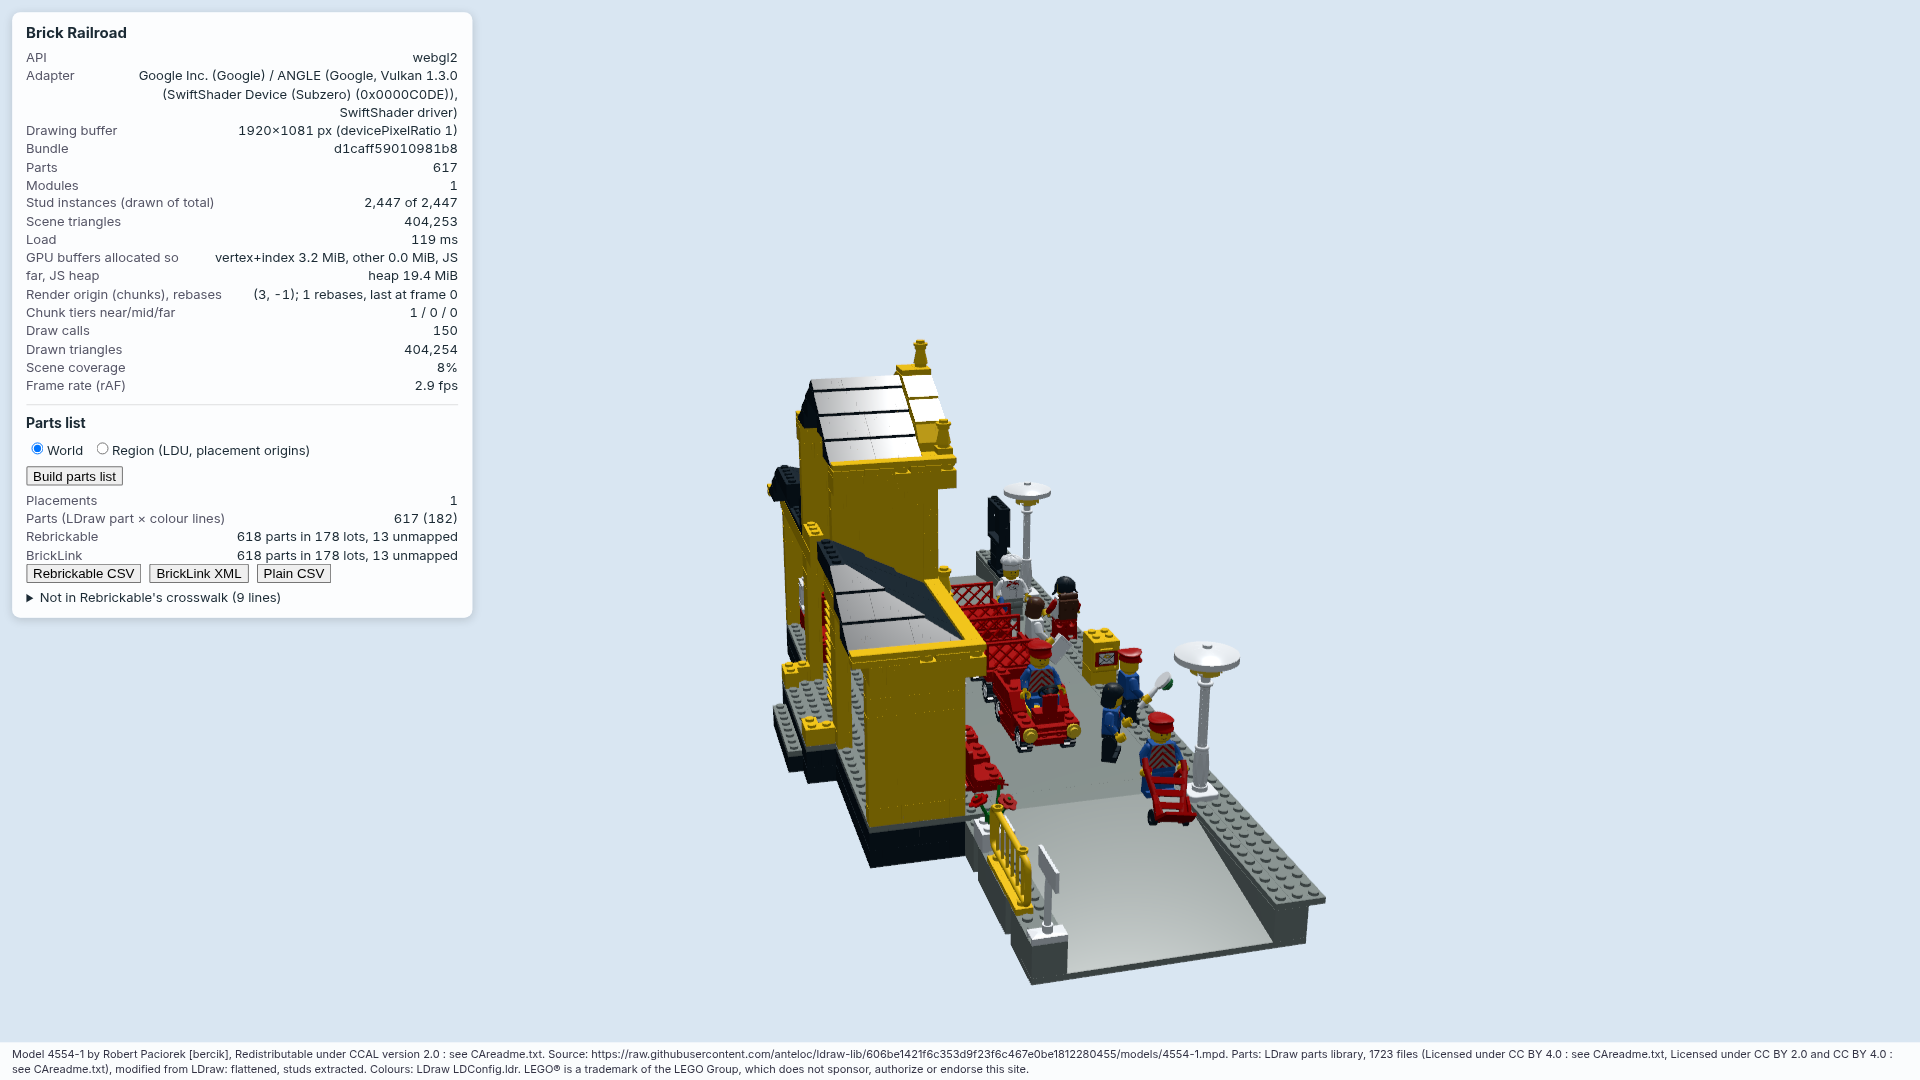 Brick Railroad
API webgl2
Adapter Google Inc. (Google) / ANGLE (Google, Vulkan 1.3.0
(SwiftShader Device (Subzero) (0x0000C0DE)),
SwiftShader driver)
Drawing buffer 1920×1081 px (devicePixelRatio 1)
Bundle d1caff59010981b8
Parts 617
Modules 1
Stud instances (drawn of total) 2,447 of 2,447
Scene triangles 404,253
Load 119 ms
GPU buffers allocated so vertex+index 3.2 MiB, other 0.0 MiB, JS
far, JS heap heap 19.4 MiB
Render origin (chunks), rebases (3, -1); 1 rebases, last at frame 0
Chunk tiers near/mid/far 1 / 0 / 0
Draw calls 150
Drawn triangles 404,254
Scene coverage 8%
Frame rate (rAF) 2.9 fps
Parts list
World Region (LDU, placement origins)
Build parts list
Placements 1
Parts (LDraw part × colour lines) 617 (182)
Rebrickable 618 parts in 178 lots, 13 unmapped
BrickLink 618 parts in 178 lots, 13 unmapped
Rebrickable CSV BrickLink XML Plain CSV
▶ Not in Rebrickable's crosswalk (9 lines)
Model 4554-1 by Robert Paciorek [bercik], Redistributable under CCAL version 2.0 : see CAreadme.txt. Source: https://raw.githubusercontent.com/anteloc/ldraw-lib/606be1421f6c353d9f23f6c467e0be1812280455/models/4554-1.mpd. Parts: LDraw parts library, 1723 files (Licensed under CC BY 4.0 : see CAreadme.txt, Licensed under CC BY 2.0 and CC BY 4.0 :
see CAreadme.txt), modified from LDraw: flattened, studs extracted. Colours: LDraw LDConfig.ldr. LEGO® is a trademark of the LEGO Group, which does not sponsor, authorize or endorse this site.